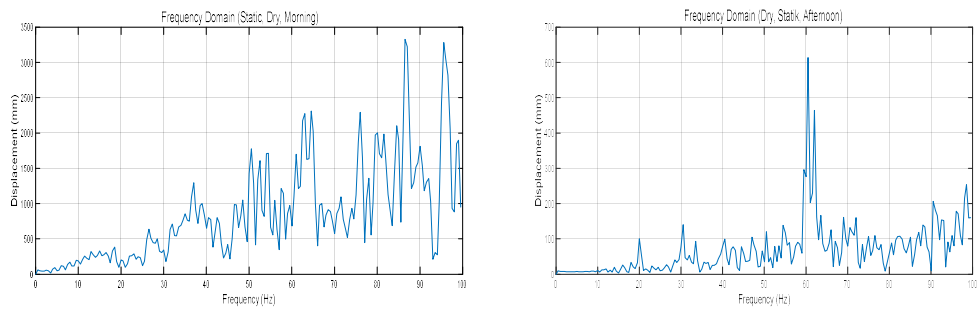 Frequency Domain (Static, Dry, Morning)
3500
3000
2500
2000
1500
1000
500
0
0 10 20 30 40 50 60 70 80 90 100
Displacement (mm)
Frequency (Hz)
Frequency Domain (Dry, Statik, Afternoon)
700
600
500
400
300
200
100
0
0 10 20 30 40 50 60 70 80 90 100
Displacement (mm)
Frequency (Hz)